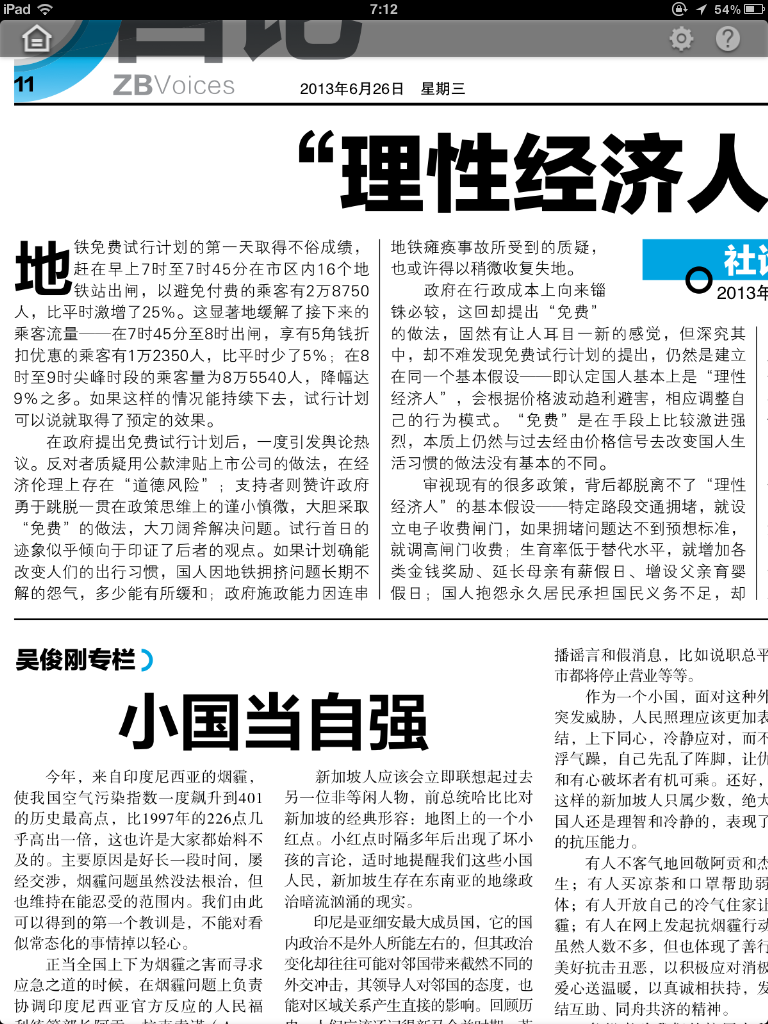 iPad
7:12
54%
11
ZBVoices
2013年6月26日 星期三
“理性经济人
地铁免费试行计划的第一天取得不俗成绩，
赶在早上7时至7时45分在市区内16个地
铁站出闸，以避免付费的乘客有2万8750
人，比平时激增了25%。这显著地缓解了接下来的
乘客流量——在7时45分至8时出闸，享有5角钱折
扣优惠的乘客有1万2350人，比平时少了5%；在8
时至9时尖峰时段的乘客量为8万5540人，降幅达
9%之多。如果这样的情况能持续下去，试行计划
可以说就取得了预定的效果。
在政府提出免费试行计划后，一度引发舆论热
议。反对者质疑用公款津贴上市公司的做法，在经
济伦理上存在“道德风险”；支持者则赞许政府
勇于跳脱一贯在政策思维上的谨小慎微，大胆采取
“免费”的做法，大刀阔斧解决问题。试行首日的
迹象似乎倾向于印证了后者的观点。如果计划确能
改变人们的出行习惯，国人因地铁拥挤问题长期不
解的怨气，多少能有所缓和；政府施政能力因连串
地铁瘫痪事故所受到的质疑，
也或许得以稍微收复失地。
政府在行政成本上向来锱
铢必较，这回却提出“免费”
的做法，固然有让人耳目一新的感觉，但深究其
中，却不难发现免费试行计划的提出，仍然是建立
在同一个基本假设——即认定国人基本上是“理性
经济人”，会根据价格波动趋利避害，相应调整自
己的行为模式。“免费”是在手段上比较激进强
烈，本质上仍然与过去经由价格信号去改变国人生
活习惯的做法没有基本的不同。
审视现有的很多政策，背后都脱离不了“理性
经济人”的基本假设——特定路段交通拥堵，就设
立电子收费闸门，如果拥堵问题达不到预想标准，
就调高闸门收费；生育率低于替代水平，就增加各
类金钱奖励、延长母亲有薪假日、增设父亲育婴
假日；国人抱怨永久居民承担国民义务不足，却
社
2013年
吴俊刚专栏
小国当自强
今年，来自印度尼西亚的烟霾，
使我国空气污染指数一度飙升到401
的历史最高点，比1997年的226点几
乎高出一倍，这也许是大家都始料不
及的。主要原因是好长一段时间，屡
经交涉，烟霾问题虽然没法根治，但
也维持在能忍受的范围内。我们由此
可以得到的第一个教训是，不能对看
似常态化的事情掉以轻心。
正当全国上下为烟霾之害而寻求
应急之道的时候，在烟霾问题上负责
协调印度尼西亚官方反应的人民福
新加坡人应该会立即联想起过去
另一位非等闲人物，前总统哈比比对
新加坡的经典形容：地图上的一个小
红点。小红点时隔多年后出现了坏小
孩的言论，适时地提醒我们这些小国
人民，新加坡生存在东南亚的地缘政
治暗流汹涌的现实。
印尼是亚细安最大成员国，它的国
内政治不是外人所能左右的，但其政治
变化却往往可能对邻国带来截然不同的
外交冲击，其领导人对邻国的态度，也
能对区域关系产生直接的影响。回顾历
播谣言和假消息，比如说职总平
市都将停止营业等等。
作为一个小国，面对这种外
突发威胁，人民照理应该更加表
结，上下同心，冷静应对，而不
浮气躁，自己先乱了阵脚，让仇
和有心破坏者有机可乘。还好，
这样的新加坡人只属少数，绝大
国人还是理智和冷静的，表现了
的抗压能力。
有人不客气地回敬阿贡和杰
生；有人买凉茶和口罩帮助弱
体；有人开放自己的冷气住家让
霾；有人在网上发起抗烟霾行动
虽然人数不多，但也体现了善行
美好抗击丑恶，以积极应对消极
爱心送温暖，以真诚相扶持，发
结互助、同舟共济的精神。